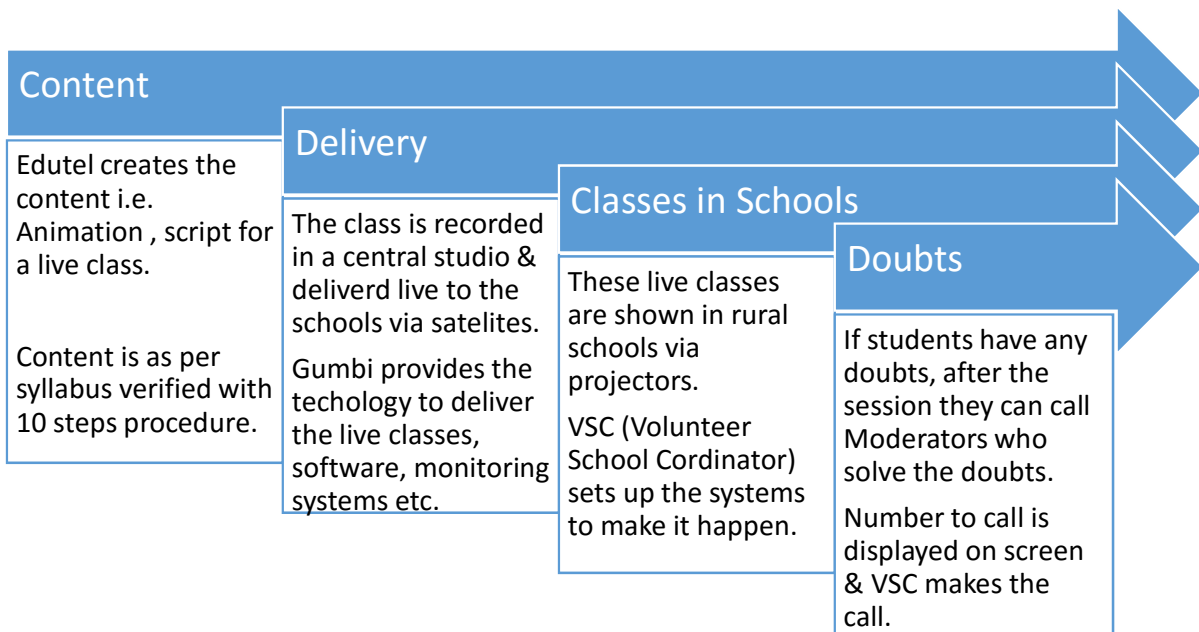 Content
Edutel creates the
content i.e.
Animation , script for
a live class.
Content is as per
syllabus verified with
10 steps procedure.
Delivery
The class is recorded
in a central studio &
deliverd live to the
schools via satelites.
Gumbi provides the
techology to deliver
the live classes,
software, monitoring
systems etc.
Classes in Schools
These live classes
are shown in rural
schools via
projectors.
VSC (Volunteer
School Cordinator)
sets up the systems
to make it happen.
Doubts
If students have any
doubts, after the
session they can call
Moderators who
solve the doubts.
Number to call is
displayed on screen
& VSC makes the
call.